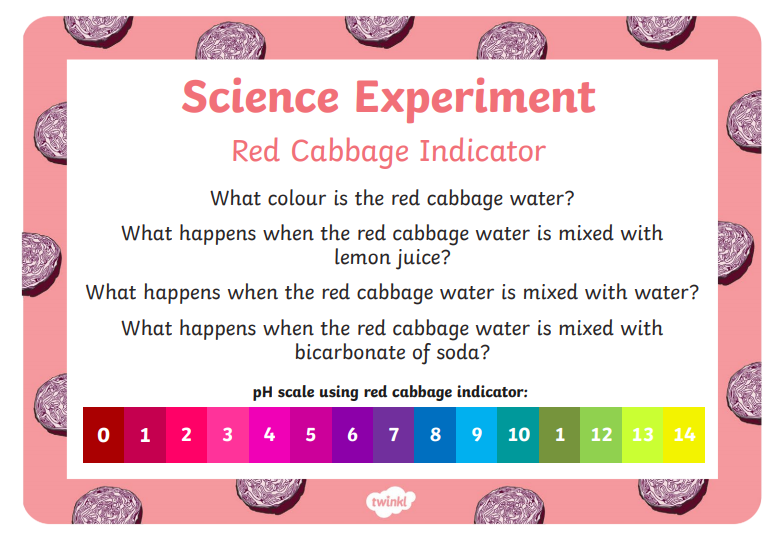 Science Experiment
Red Cabbage Indicator
What colour is the red cabbage water?
What happens when the red cabbage water is mixed with
lemon juice?
What happens when the red cabbage water is mixed with water?
What happens when the red cabbage water is mixed with
bicarbonate of soda?
pH scale using red cabbage indicator:
0 1 2 3 4 5 6 7 8 9 10 1 12 13 14
twinkl